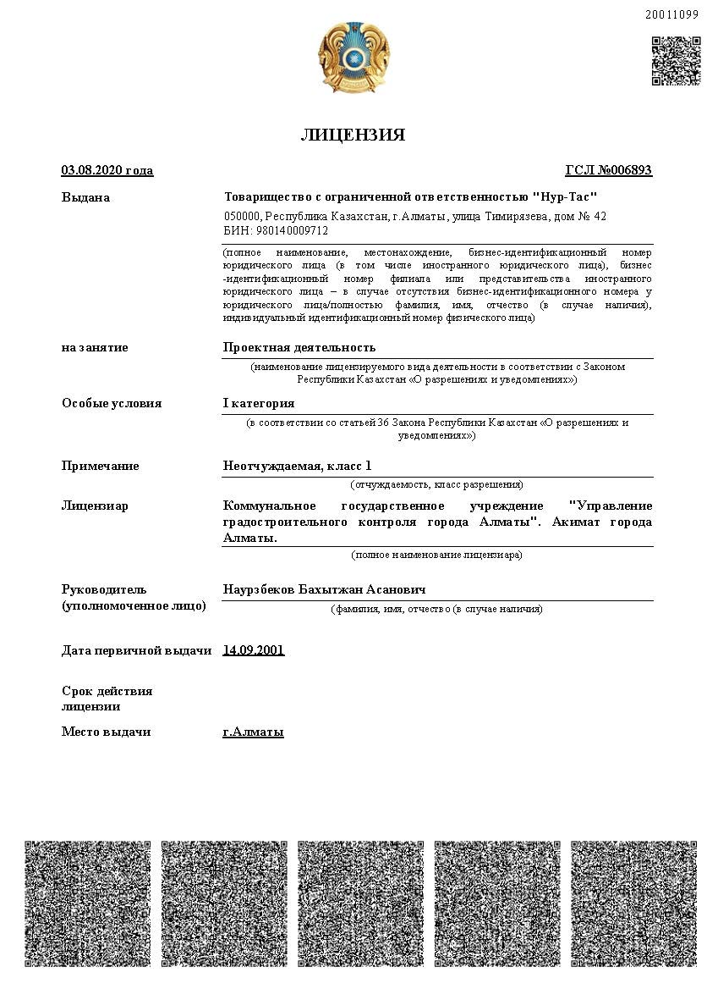 20011099
ЛИЦЕНЗИЯ
03.08.2020 года
ГСЛ №006893
Выдана
Товарищество с ограниченной ответственностью "Нур-Тас"
050000, Республика Казахстан, г.Алматы, улица Тимирязева, дом № 42
БИН: 980140009712
(полное наименование, местонахождение, бизнес-идентификационный номер
юридического лица (в том числе иностранного юридического лица), бизнес
-идентификационный номер филиала или представительства иностранного
юридического лица – в случае отсутствия бизнес-идентификационного номера у
юридического лица/полностью фамилия, имя, отчество (в случае наличия),
индивидуальный идентификационный номер физического лица)
на занятие
Проектная деятельность
(наименование лицензируемого вида деятельности в соответствии с Законом
Республики Казахстан «О разрешениях и уведомлениях»)
Особые условия
I категория
(в соответствии со статьей 36 Закона Республики Казахстан «О разрешениях и
уведомлениях»)
Примечание
Неотчуждаемая, класс 1
(отчуждаемость, класс разрешения)
Лицензиар
Коммунальное государственное учреждение "Управление
градостроительного контроля города Алматы". Акимат города
Алматы.
(полное наименование лицензиара)
Руководитель
(уполномоченное лицо)
Наурзбеков Бахытжан Асанович
(фамилия, имя, отчество (в случае наличия)
Дата первичной выдачи
14.09.2001
Срок действия
лицензии
Место выдачи
г.Алматы